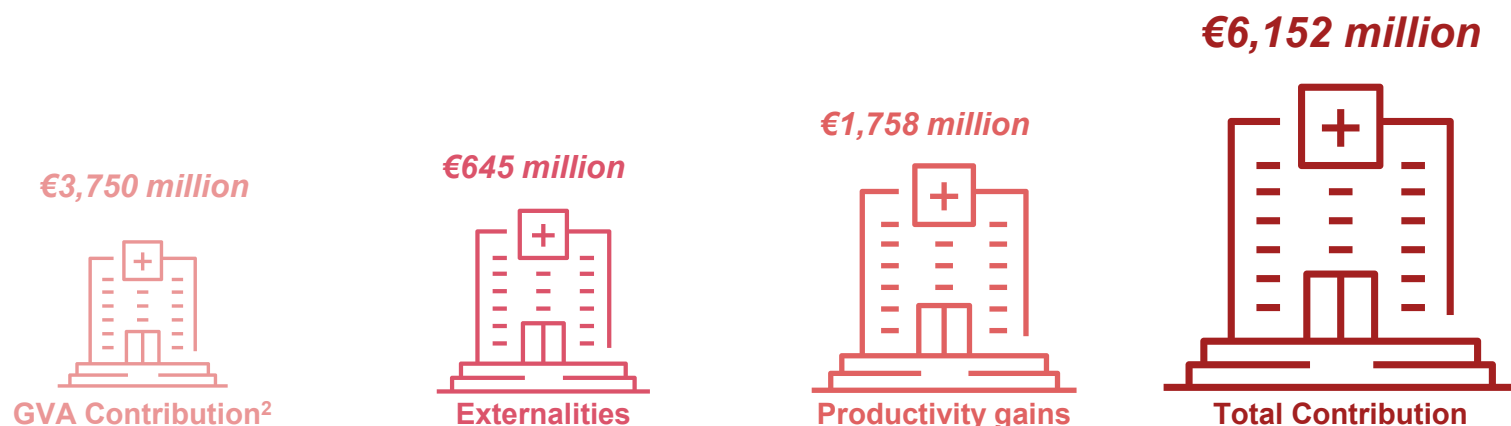 €3,750 million
GVA Contribution²
€645 million
Externalities
€1,758 million
Productivity gains
€6,152 million
Total Contribution